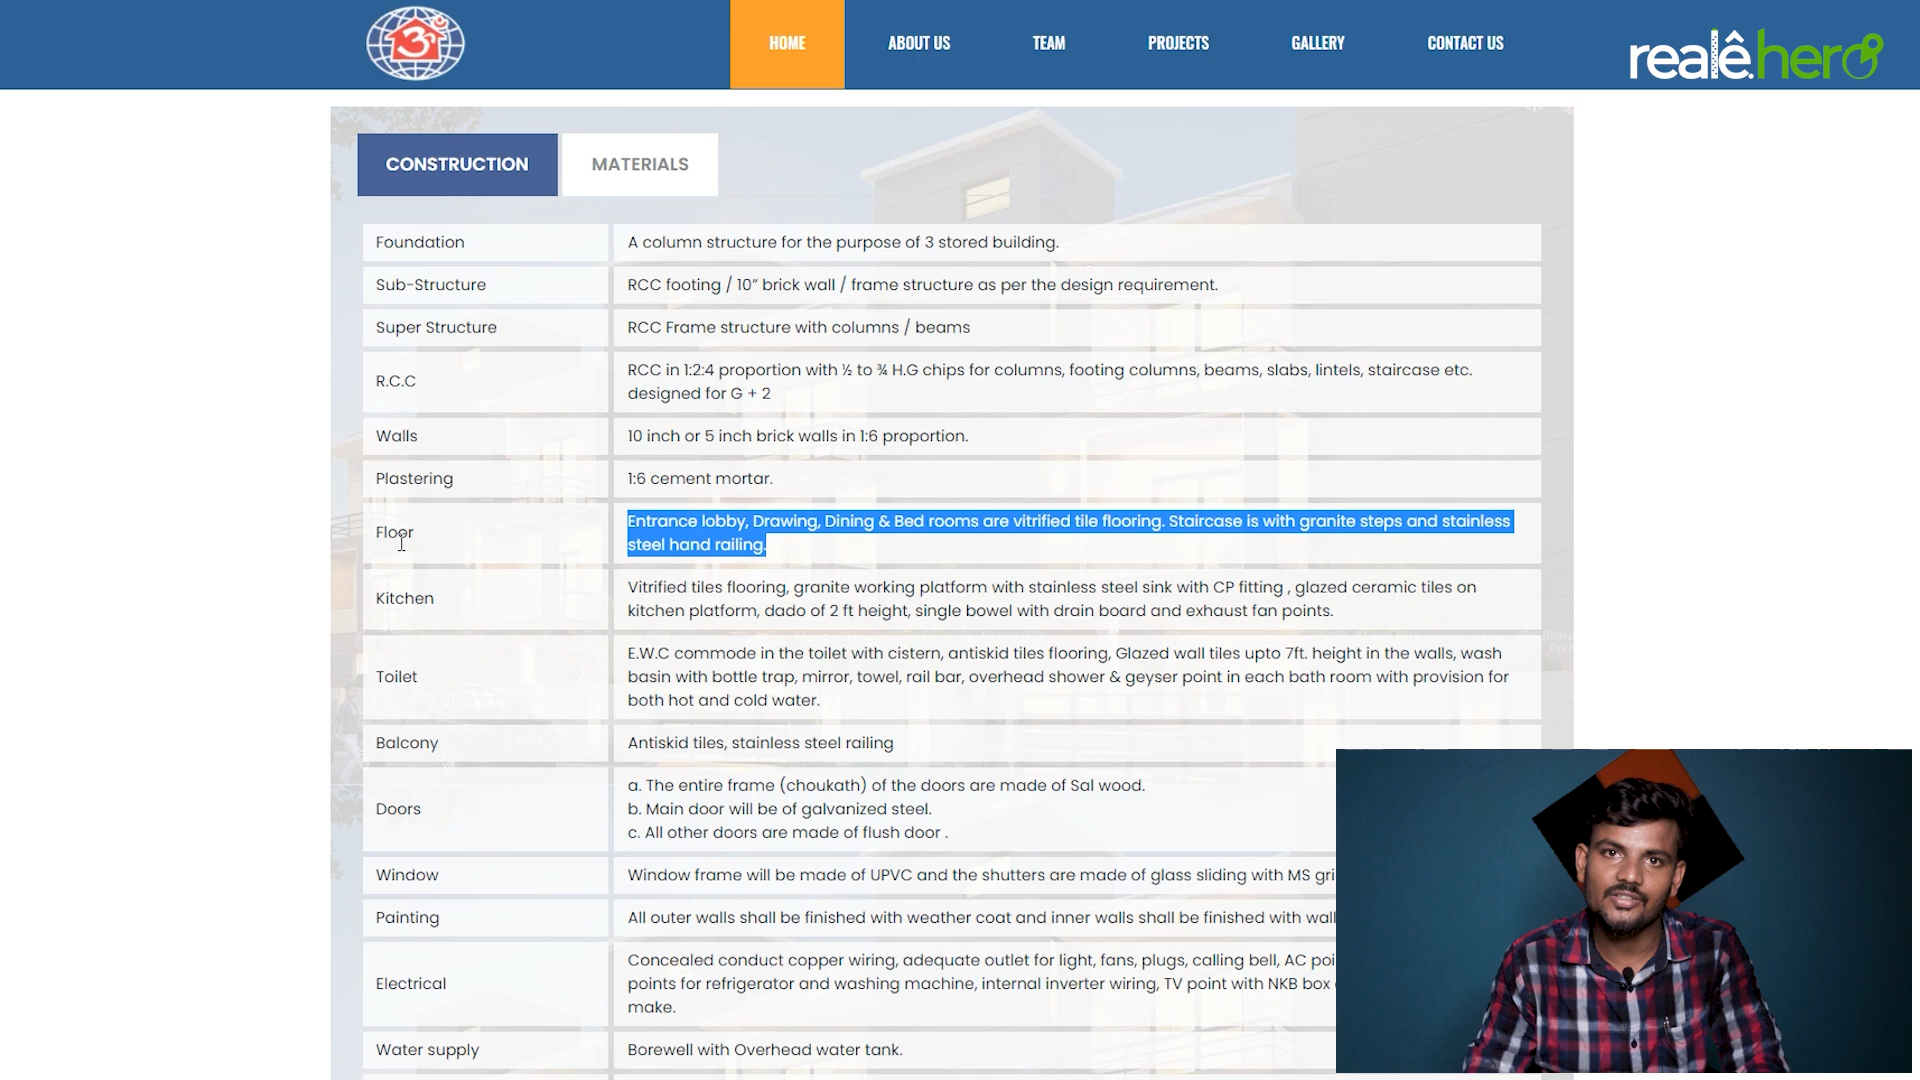 HOME
ABOUT US
TEAM
PROJECTS
GALLERY
CONTACT US
realê.hero
CONSTRUCTION
MATERIALS
Foundation
A column structure for the purpose of 3 stored building.
Sub-Structure
RCC footing / 10” brick wall / frame structure as per the design requirement.
Super Structure
RCC Frame structure with columns / beams
R.C.C
RCC in 1:2:4 proportion with ½ to ¾ H.G chips for columns, footing columns, beams, slabs, lintels, staircase etc.
designed for G + 2
Walls
10 inch or 5 inch brick walls in 1:6 proportion.
Plastering
1:6 cement mortar.
Floor
Entrance lobby, Drawing, Dining & Bed rooms are vitrified tile flooring. Staircase is with granite steps and stainless
steel hand railing.
Kitchen
Vitrified tiles flooring, granite working platform with stainless steel sink with CP fitting , glazed ceramic tiles on
kitchen platform, dado of 2 ft height, single bowel with drain board and exhaust fan points.
Toilet
E.W.C commode in the toilet with cistern, antiskid tiles flooring, Glazed wall tiles upto 7ft. height in the walls, wash
basin with bottle trap, mirror, towel, rail bar, overhead shower & geyser point in each bath room with provision for
both hot and cold water.
Balcony
Antiskid tiles, stainless steel railing
Doors
a. The entire frame (choukath) of the doors are made of Sal wood.
b. Main door will be of galvanized steel.
c. All other doors are made of flush door .
Window
Window frame will be made of UPVC and the shutters are made of glass sliding with MS gri
Painting
All outer walls shall be finished with weather coat and inner walls shall be finished with wall
Electrical
Concealed conduct copper wiring, adequate outlet for light, fans, plugs, calling bell, AC poi
points for refrigerator and washing machine, internal inverter wiring, TV point with NKB box
make.
Water supply
Borewell with Overhead water tank.